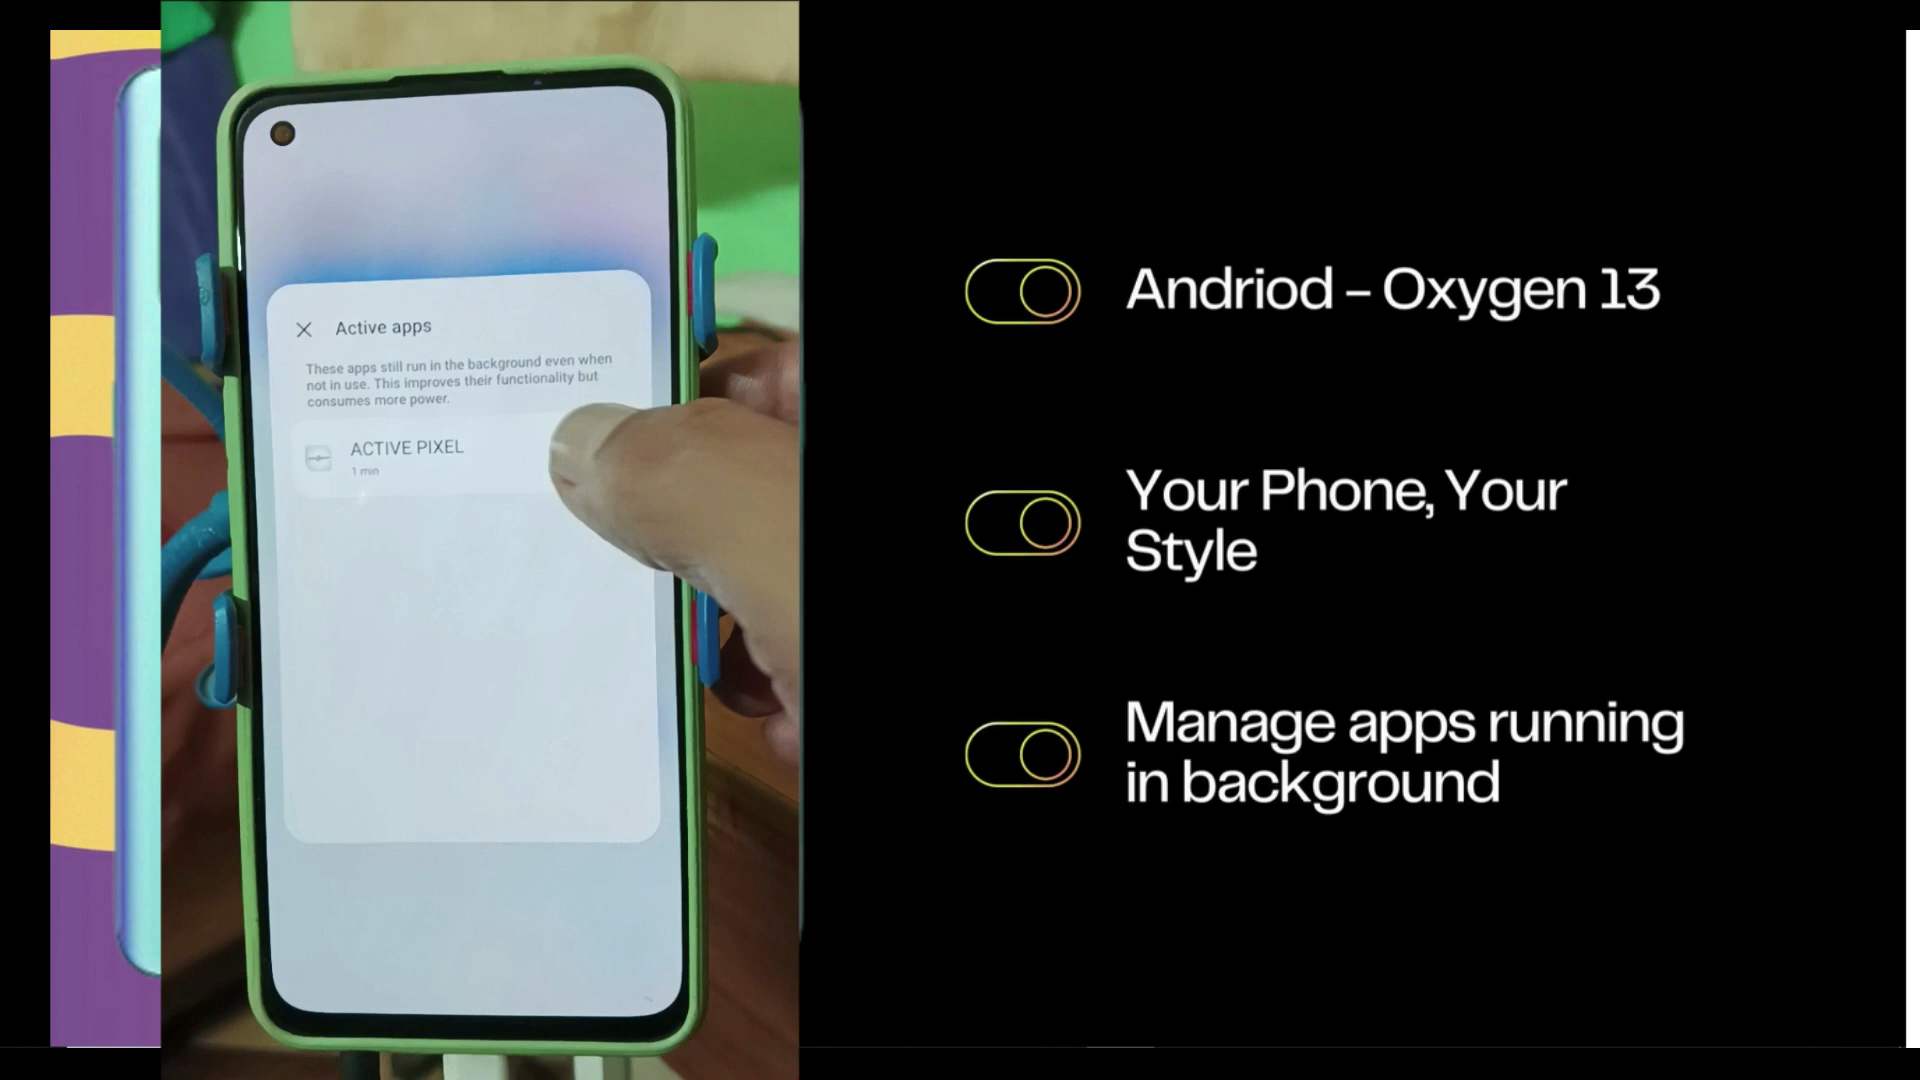 Active apps
These apps still run in the background even when
not in use. This improves their functionality but
consumes more power.
ACTIVE PIXEL
1 min
Andriod – Oxygen 13
Your Phone, Your
Style
Manage apps running
in background